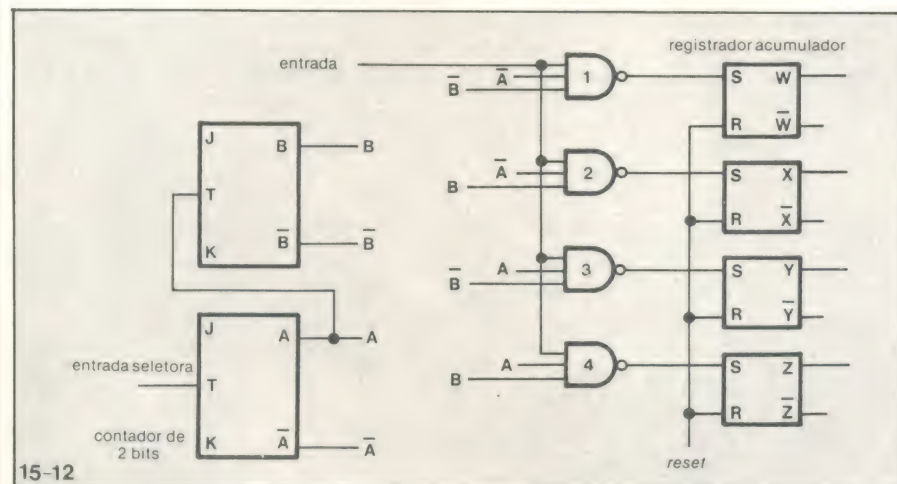 registrador acumulador
entrada
B̅
A̅
1
S W
R W̅
J B B
T
K B̅ B̅
A̅
B
2
S X
R X̅
A
B̅
3
S Y
R Y̅
J A A
entrada seletora
T
contador de
2 bits
K A̅ A̅
A
B
4
S Z
R Z̅
reset
15-12